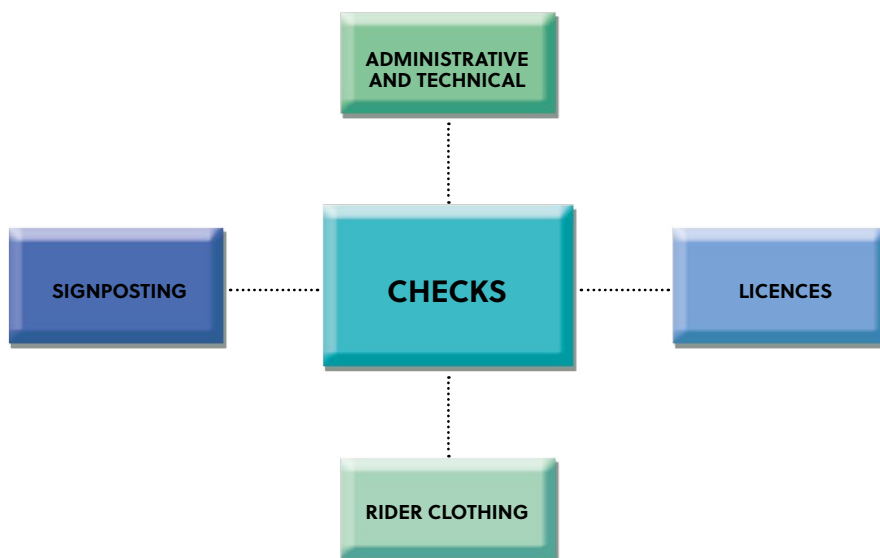 ADMINISTRATIVE
AND TECHNICAL
SIGNPOSTING
CHECKS
LICENCES
RIDER CLOTHING